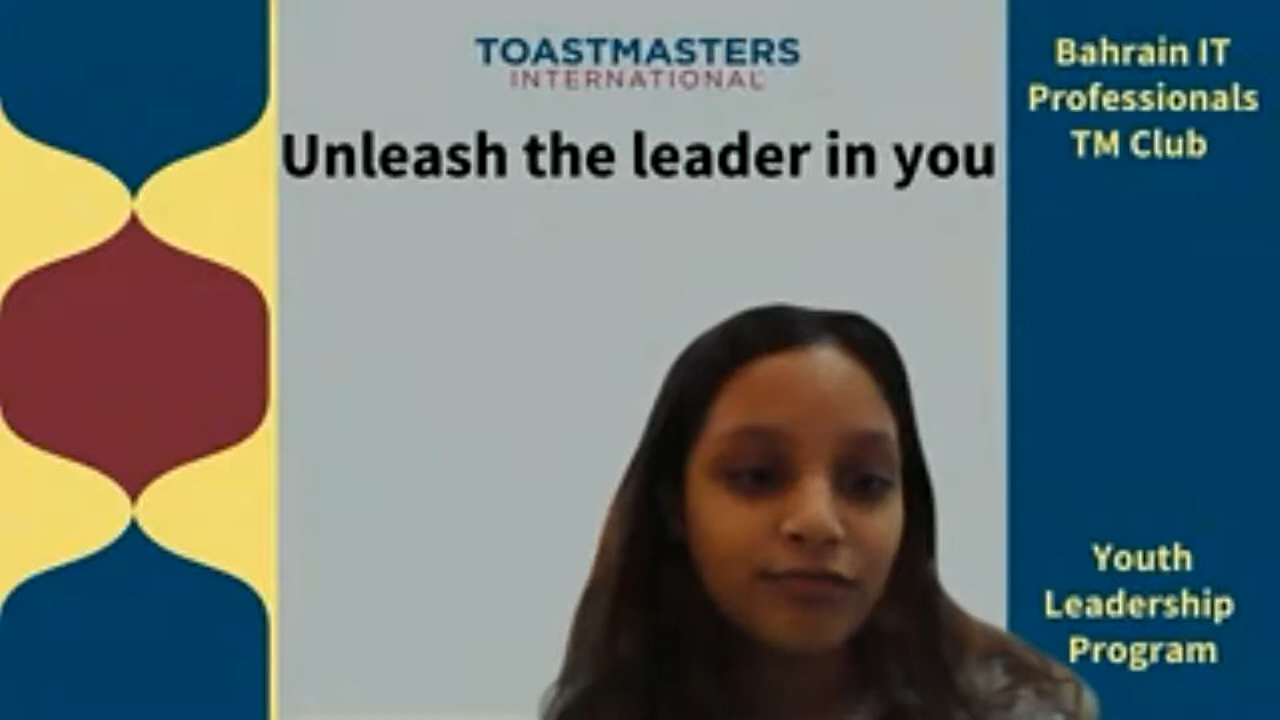 TOASTMASTERS
INTERNATIONAL
Unleash the leader in you
Bahrain IT
Professionals
TM Club
Youth
Leadership
Program